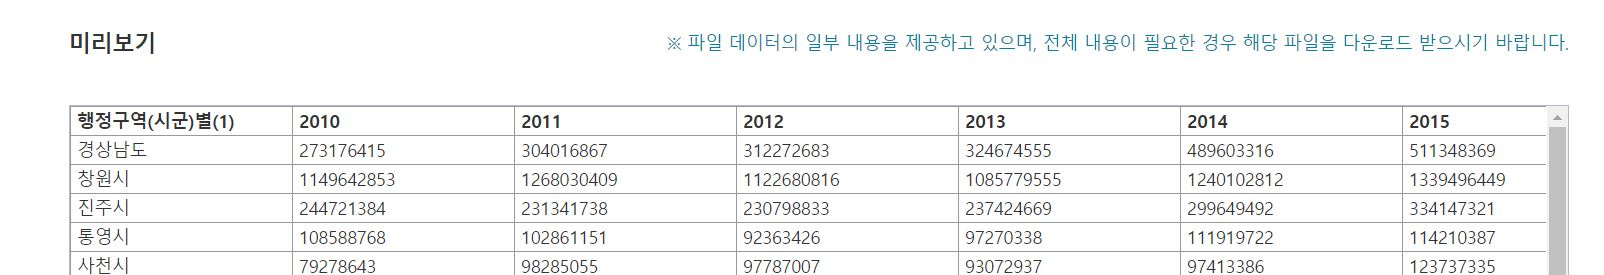 미리보기
※ 파일 데이터의 일부 내용을 제공하고 있으며, 전체 내용이 필요한 경우 해당 파일을 다운로드 받으시기 바랍니다.
행정구역(시군)별(1) 2010 2011 2012 2013 2014 2015
경상남도 273176415 304016867 312272683 324674555 489603316 511348369
창원시 1149642853 1268030409 1122680816 1085779555 1240102812 1339496449
진주시 244721384 231341738 230798833 237424669 299649492 334147321
통영시 108588768 102861151 92363426 97270338 111919722 114210387
사천시 79278643 98285055 97787007 93072937 97413386 123737335